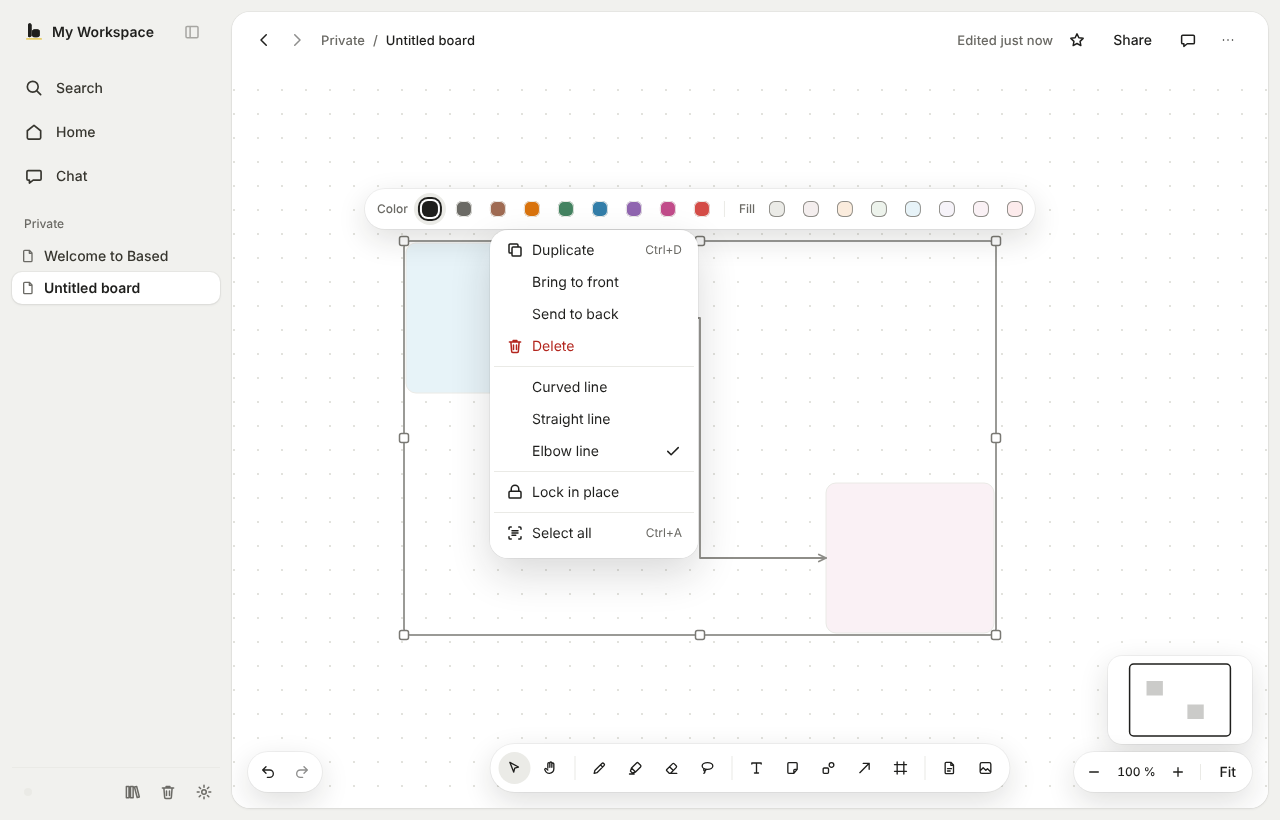 My Workspace
Search
Home
Chat
Private
Welcome to Based
Untitled board
Private / Untitled board
Edited just now
Share
Color
Fill
Duplicate Ctrl+D
Bring to front
Send to back
Delete
Curved line
Straight line
Elbow line
Lock in place
Select all Ctrl+A
100 %
Fit